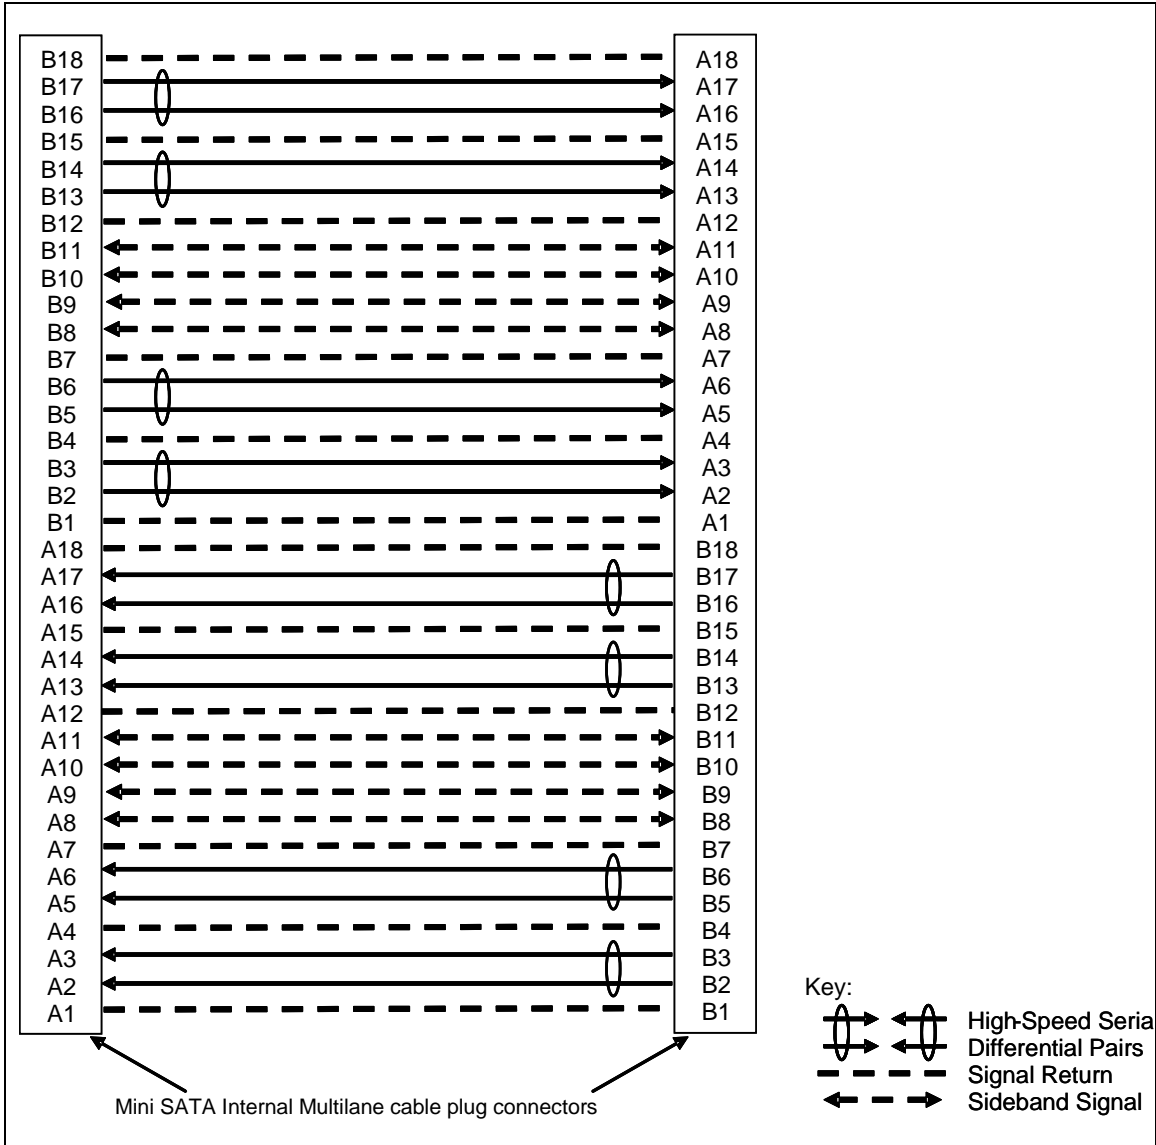 B18 A18
B17 A17
B16 A16
B15 A15
B14 A14
B13 A13
B12 A12
B11 A11
B10 A10
B9 A9
B8 A8
B7 A7
B6 A6
B5 A5
B4 A4
B3 A3
B2 A2
B1 A1
A18 B18
A17 B17
A16 B16
A15 B15
A14 B14
A13 B13
A12 B12
A11 B11
A10 B10
A9 B9
A8 B8
A7 B7
A6 B6
A5 B5
A4 B4
A3 B3
A2 B2
A1 B1
Mini SATA Internal Multilane cable plug connectors
Key:
High-Speed Seria
Differential Pairs
Signal Return
Sideband Signal